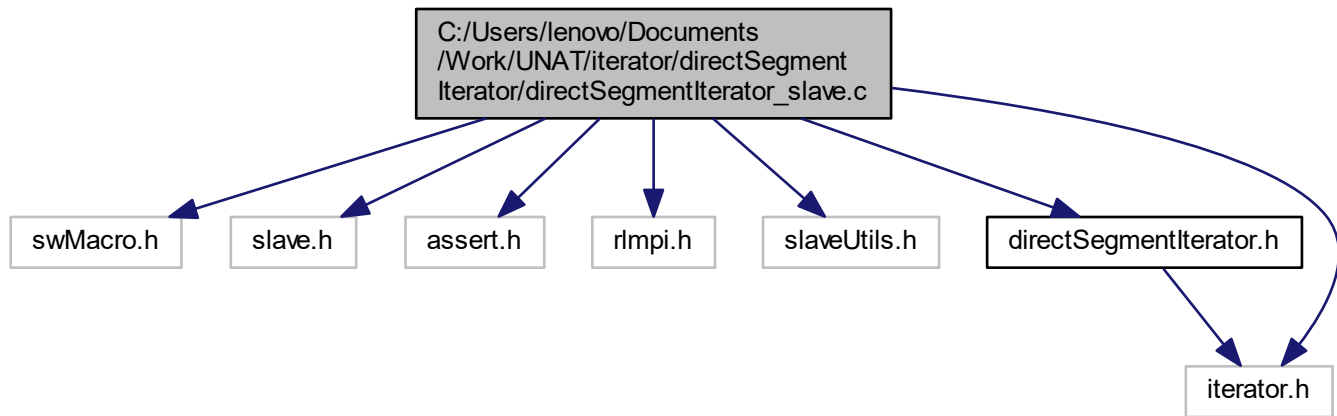 C:/Users/lenovo/Documents
/Work/UNAT/iterator/directSegment
Iterator/directSegmentIterator_slave.c
swMacro.h
slave.h
assert.h
rlmpi.h
slaveUtils.h
directSegmentIterator.h
iterator.h